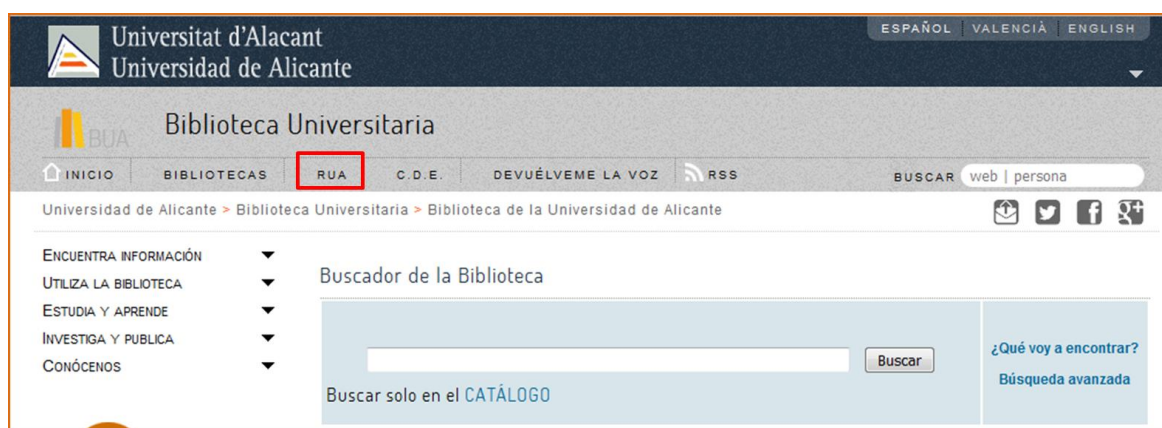 Universitat d'Alacant
Universidad de Alicante
ESPAÑOL VALENCIÀ ENGLISH
BUA
Biblioteca Universitaria
INICIO BIBLIOTECAS RUA C.D.E. DEVUÉLVEME LA VOZ RSS BUSCAR web | persona
Universidad de Alicante > Biblioteca Universitaria > Biblioteca de la Universidad de Alicante
ENCUENTRA INFORMACIÓN
UTILIZA LA BIBLIOTECA
ESTUDIA Y APRENDE
INVESTIGA Y PUBLICA
CONÓCENOS
Buscador de la Biblioteca
Buscar
Buscar solo en el CATÁLOGO
¿Qué voy a encontrar?
Búsqueda avanzada